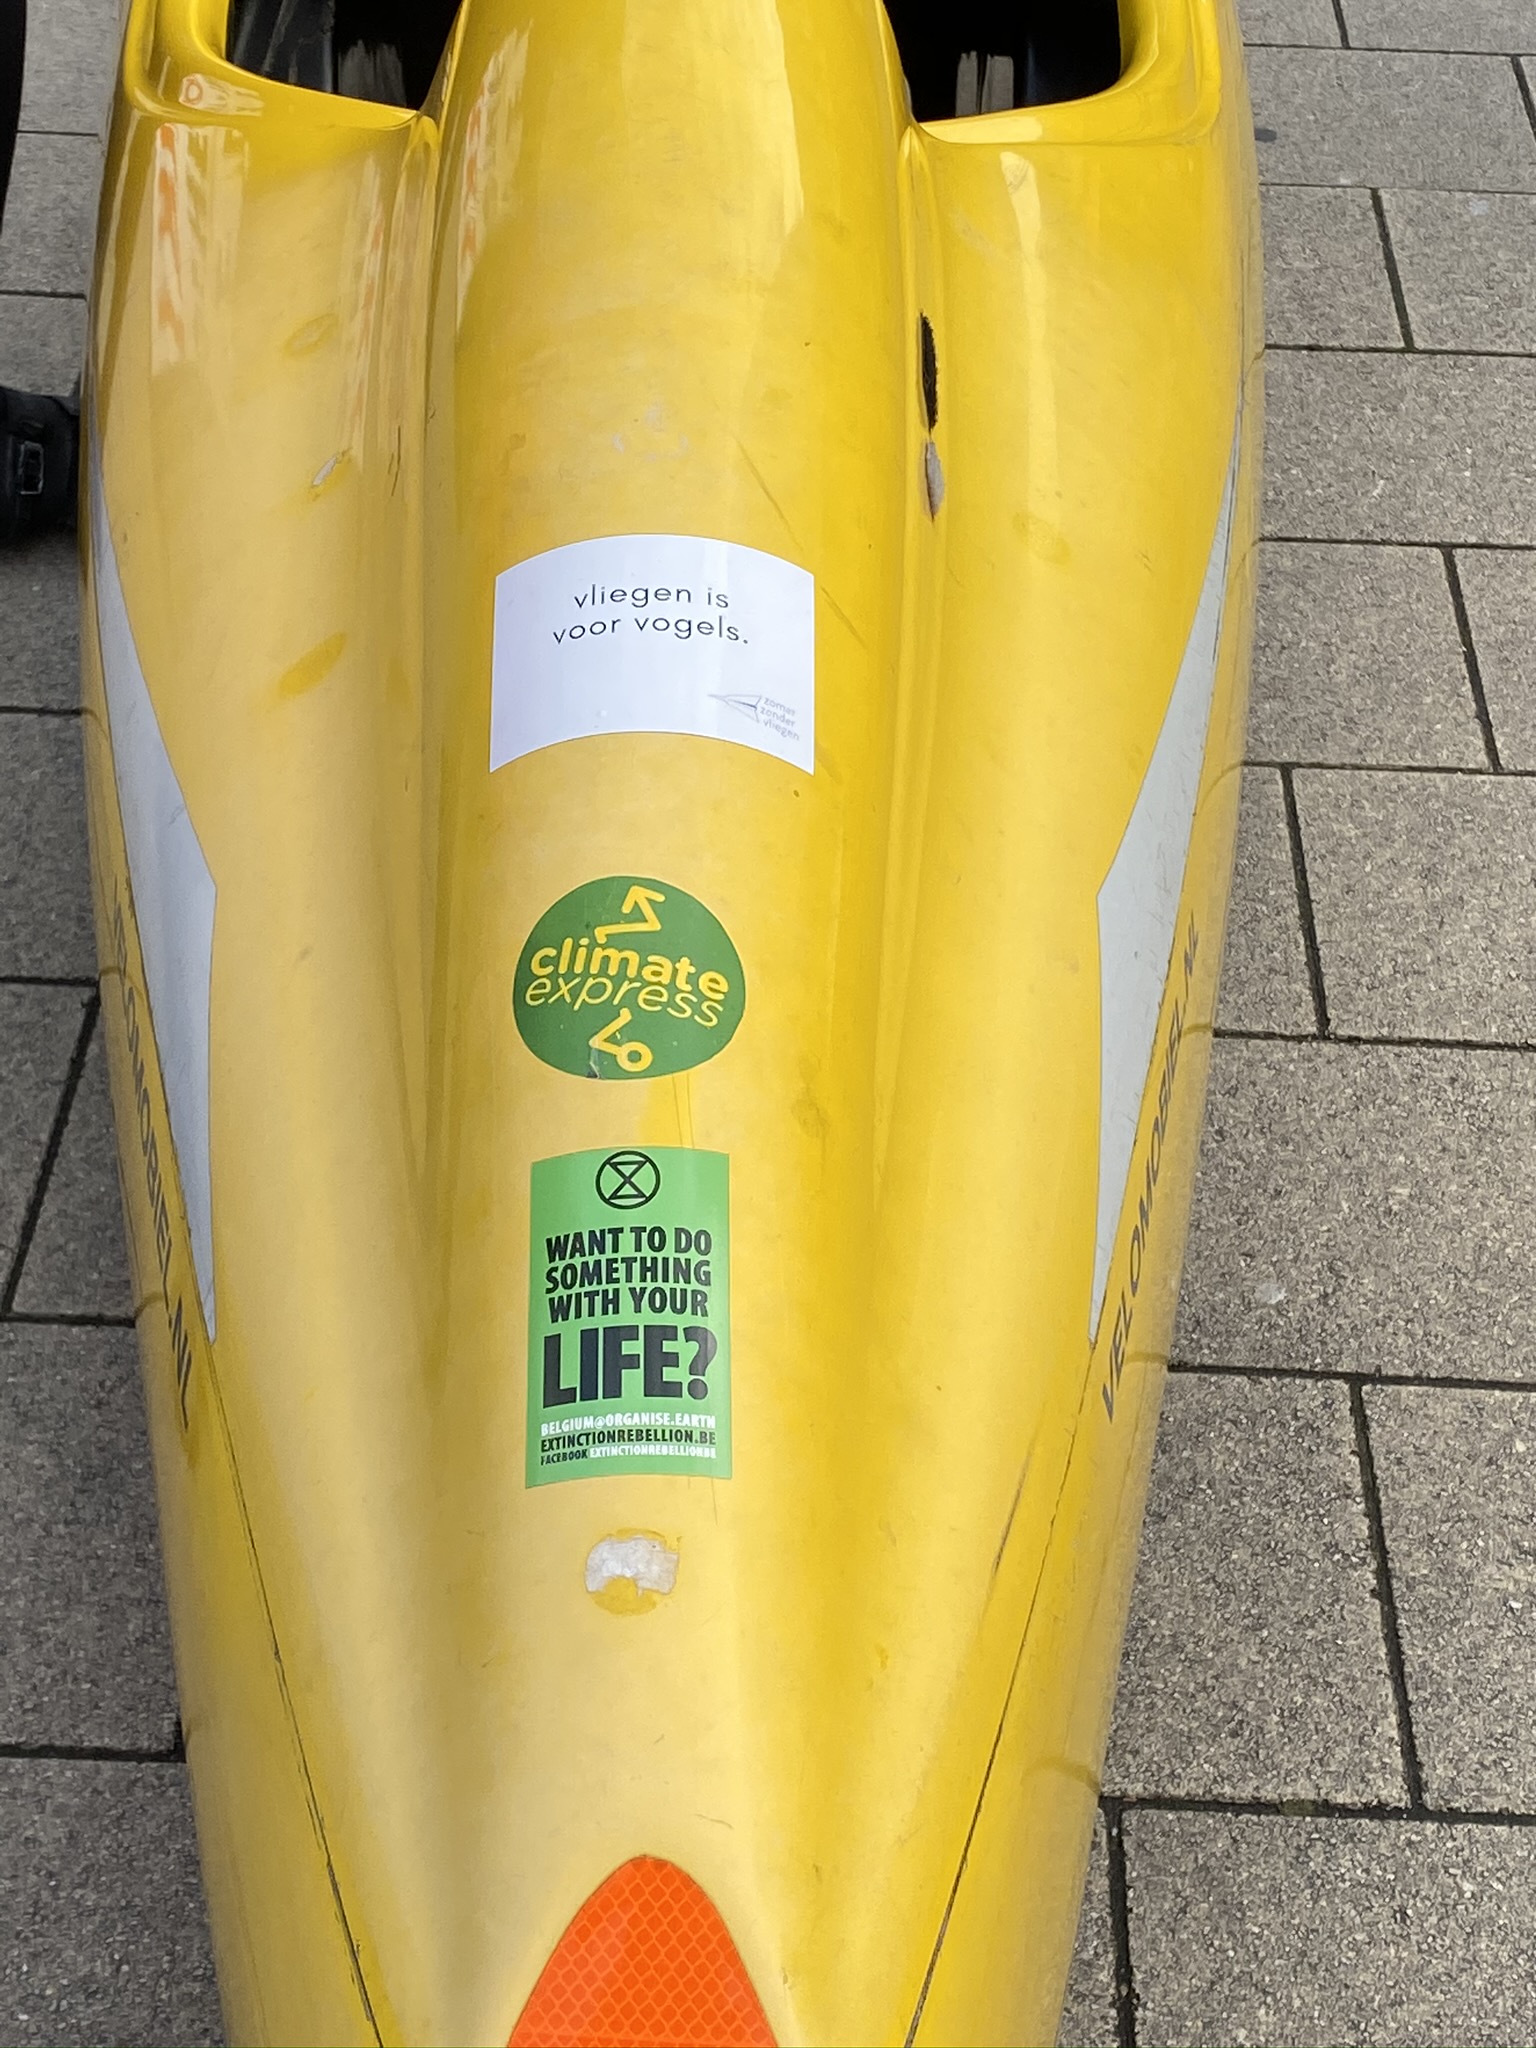 vliegen is
voor vogels.
zomer
zonder
vliegen
climate
express
WANT TO DO
SOMETHING
WITH YOUR
LIFE?
BELGIUM@ORGANISE.EARTH
EXTINCTIONREBELLION.BE
FACEBOOK EXTINCTIONREBELLIONBE
VELOMOBIEL.NL
VELOMOBIEL.NL